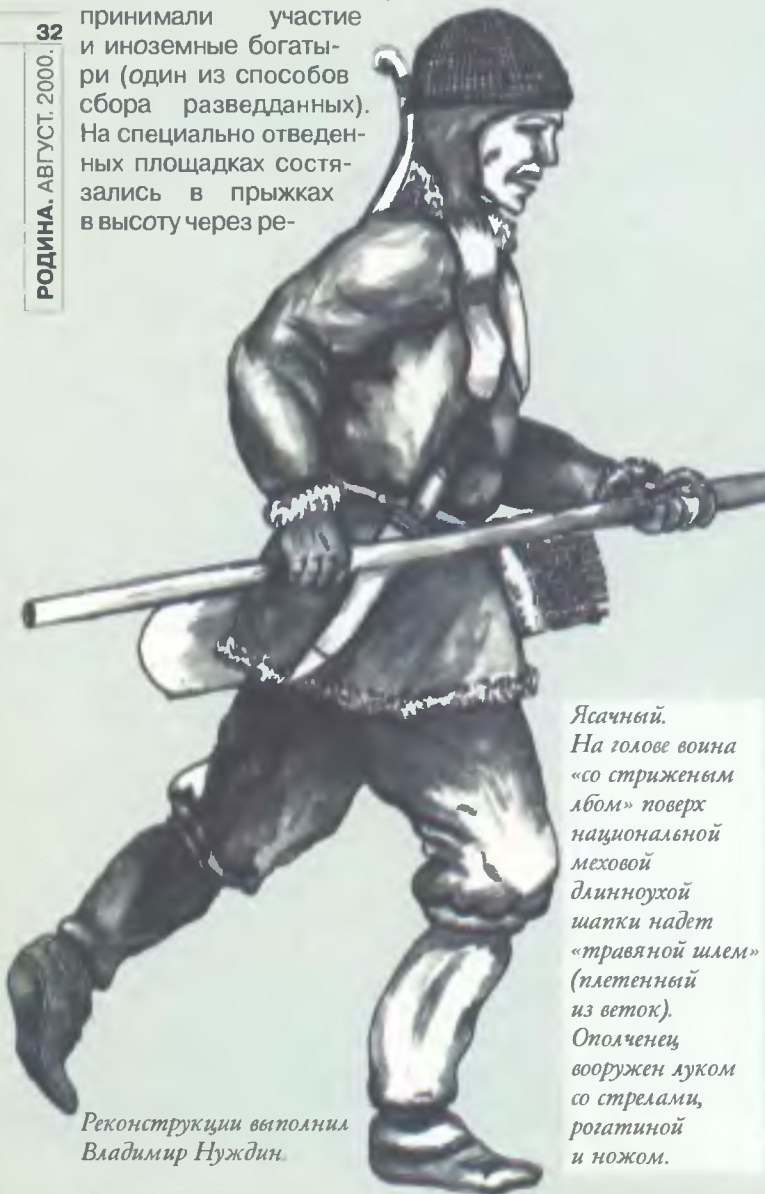 32
РОДИНА. АВГУСТ. 2000.
принимали участие
и иноземные богаты-
ри (один из способов
сбора разведданных).
На специально отведен-
ных площадках состя-
зались в прыжках
в высоту через ре-
Ясачный.
На голове воина
«со стриженым
лбом» поверх
национальной
меховой
длинноухой
шапки надет
«травяной шлем»
(плетенный
из веток).
Ополченец
вооружен луком
со стрелами,
рогатиной
и ножом.
Реконструкции выполнил
Владимир Нуждин.